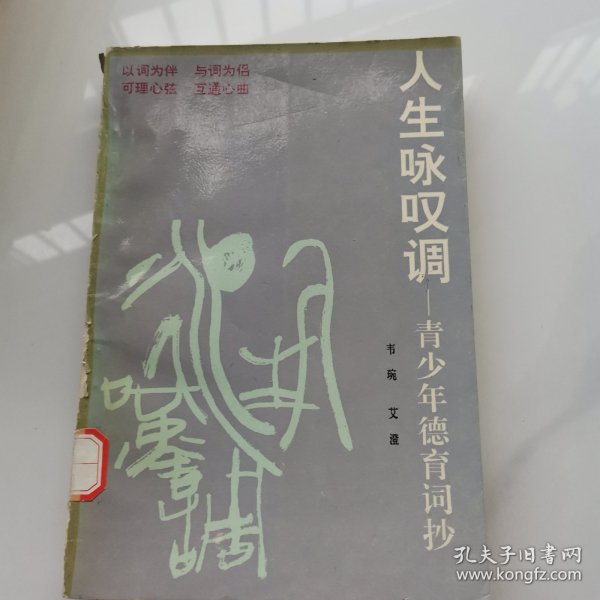 以词为伴 与词为侣
可理心弦 互通心曲
人生咏叹调
——青少年德育词抄
韦琬 艾澄
孔夫子旧书网
www.kongfz.com